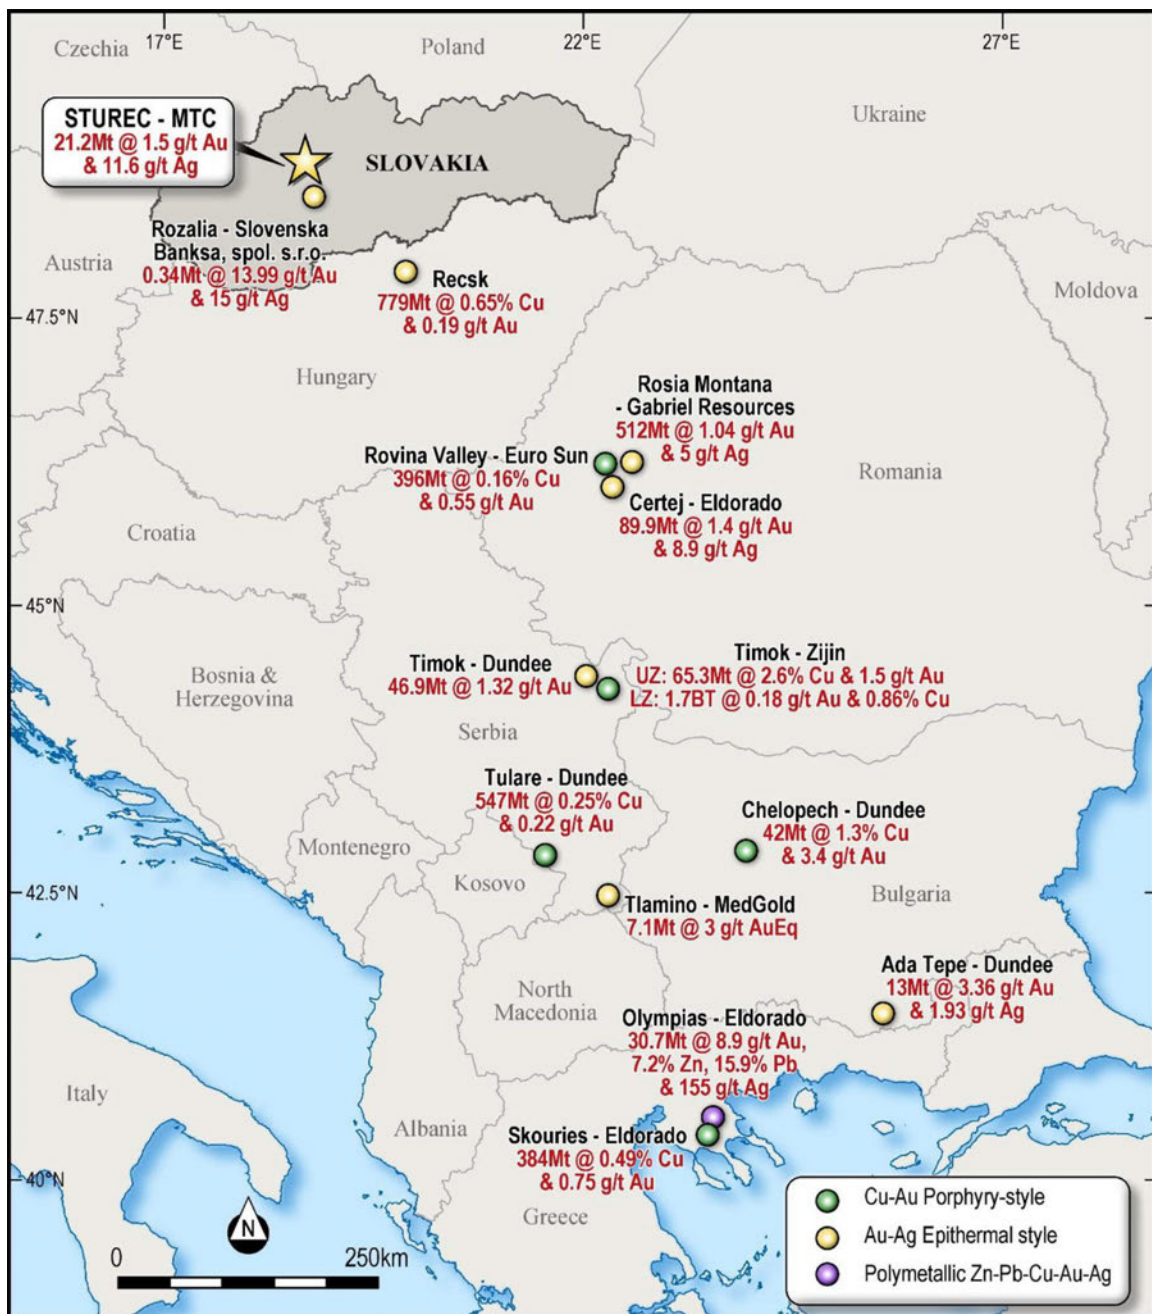 17°E
22°E
27°E
Czechia
Poland
Ukraine
STUREC - MTC
21.2Mt @ 1.5 g/t Au
& 11.6 g/t Ag
SLOVAKIA
Rozalia - Slovenska
Banksa, spol. s.r.o.
0.34Mt @ 13.99 g/t Au
& 15 g/t Ag
Austria
Recsk
779Mt @ 0.65% Cu
& 0.19 g/t Au
Moldova
47.5°N
Hungary
Rosia Montana
- Gabriel Resources
512Mt @ 1.04 g/t Au
& 5 g/t Ag
Rovina Valley - Euro Sun
396Mt @ 0.16% Cu
& 0.55 g/t Au
Romania
Certej - Eldorado
89.9Mt @ 1.4 g/t Au
& 8.9 g/t Ag
Croatia
45°N
Bosnia &
Herzegovina
Timok - Dundee
46.9Mt @ 1.32 g/t Au
Timok - Zijin
UZ: 65.3Mt @ 2.6% Cu & 1.5 g/t Au
LZ: 1.7BT @ 0.18 g/t Au & 0.86% Cu
Serbia
Tulare - Dundee
547Mt @ 0.25% Cu
& 0.22 g/t Au
Chelopech - Dundee
42Mt @ 1.3% Cu
& 3.4 g/t Au
Montenegro
Kosovo
42.5°N
Bulgaria
Tlamino - MedGold
7.1Mt @ 3 g/t AuEq
Ada Tepe - Dundee
13Mt @ 3.36 g/t Au
& 1.93 g/t Ag
North
Macedonia
Olympias - Eldorado
30.7Mt @ 8.9 g/t Au,
7.2% Zn, 15.9% Pb
& 155 g/t Ag
Italy
Albania
Skouries - Eldorado
384Mt @ 0.49% Cu
& 0.75 g/t Au
40°N
Greece
N
0
250km
Cu-Au Porphyry-style
Au-Ag Epithermal style
Polymetallic Zn-Pb-Cu-Au-Ag